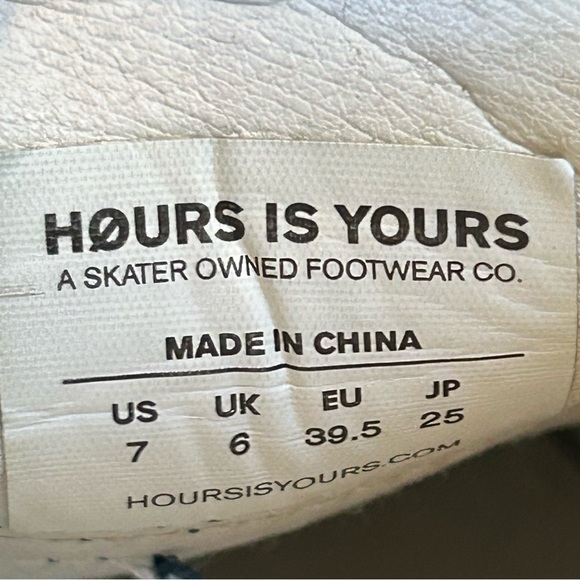 HØURS IS YOURS
A SKATER OWNED FOOTWEAR CO.
MADE IN CHINA
US UK EU JP
7 6 39.5 25
HOURSISYOURS.COM